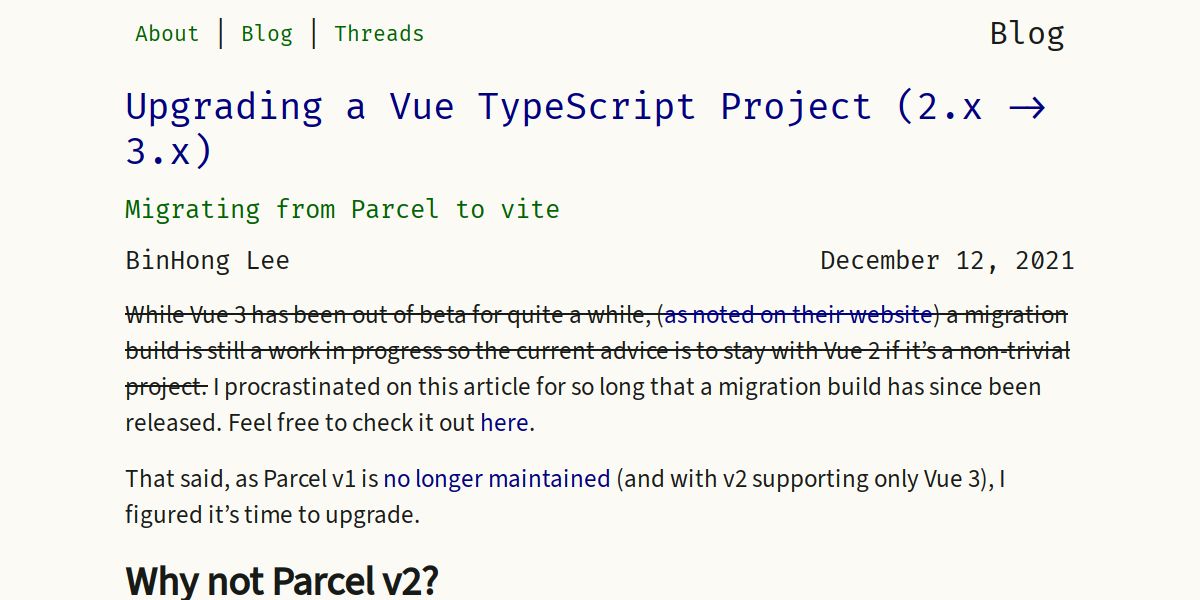 About | Blog | Threads Blog
Upgrading a Vue TypeScript Project (2.x →
3.x)
Migrating from Parcel to vite
BinHong Lee December 12, 2021
While Vue 3 has been out of beta for quite a while, (as noted on their website) a migration
build is still a work in progress so the current advice is to stay with Vue 2 if it’s a non-trivial
project. I procrastinated on this article for so long that a migration build has since been
released. Feel free to check it out here.
That said, as Parcel v1 is no longer maintained (and with v2 supporting only Vue 3), I
figured it’s time to upgrade.
Why not Parcel v2?